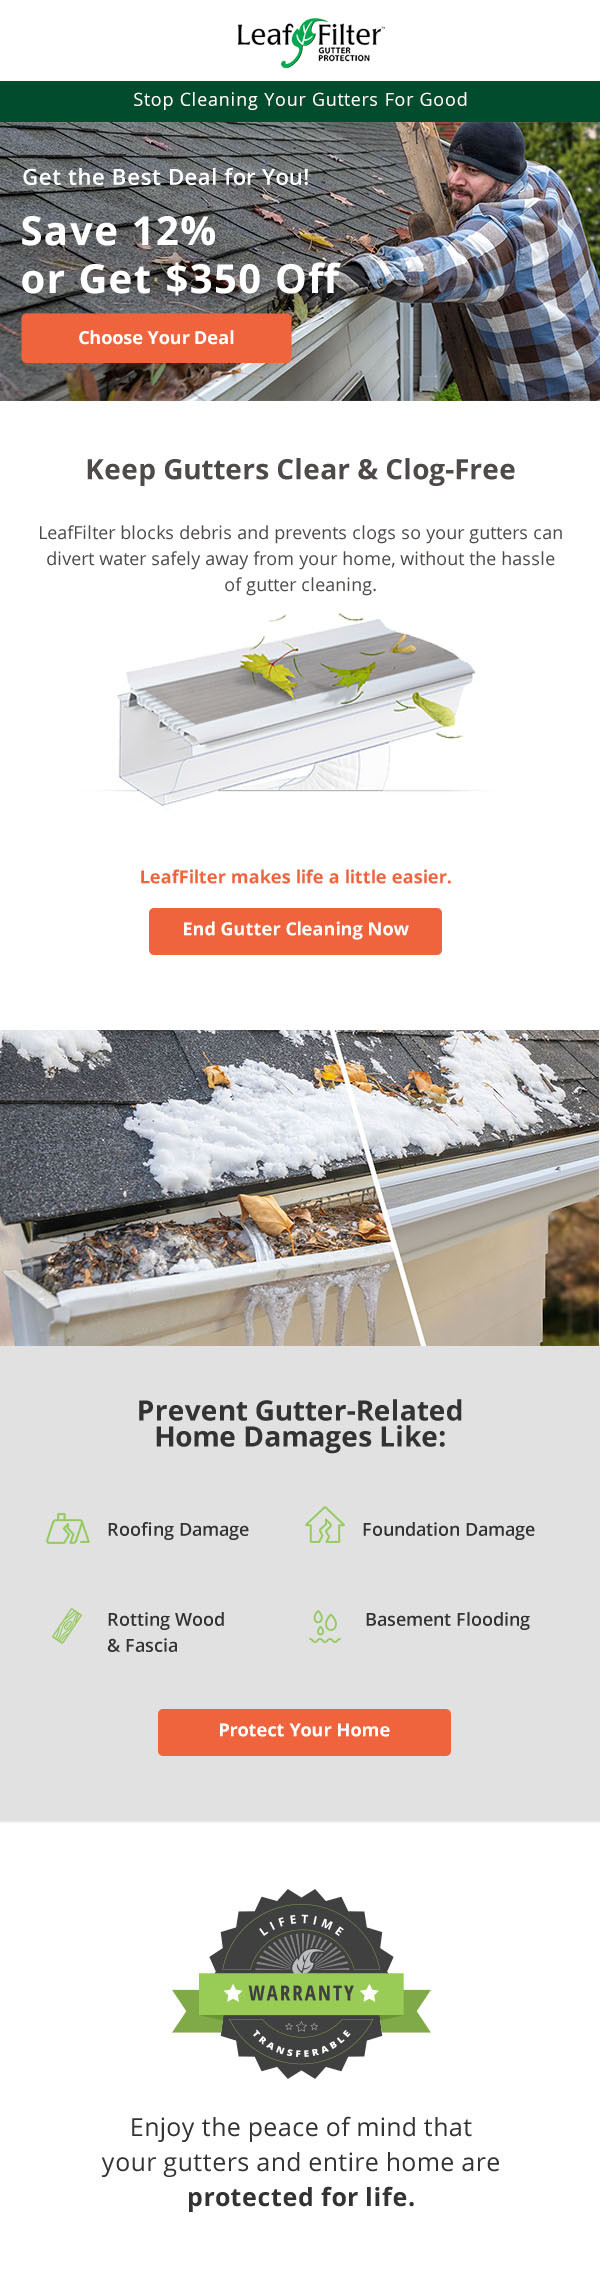 LeafFilter™
GUTTER
PROTECTION
Stop Cleaning Your Gutters For Good
Get the Best Deal for You!
Save 12%
or Get $350 Off
Choose Your Deal
Keep Gutters Clear & Clog-Free
LeafFilter blocks debris and prevents clogs so your gutters can
divert water safely away from your home, without the hassle
of gutter cleaning.
LeafFilter makes life a little easier.
End Gutter Cleaning Now
Prevent Gutter-Related
Home Damages Like:
Roofing Damage
Foundation Damage
Rotting Wood
& Fascia
Basement Flooding
Protect Your Home
LIFETIME
WARRANTY
TRANSFERABLE
Enjoy the peace of mind that
your gutters and entire home are
protected for life.